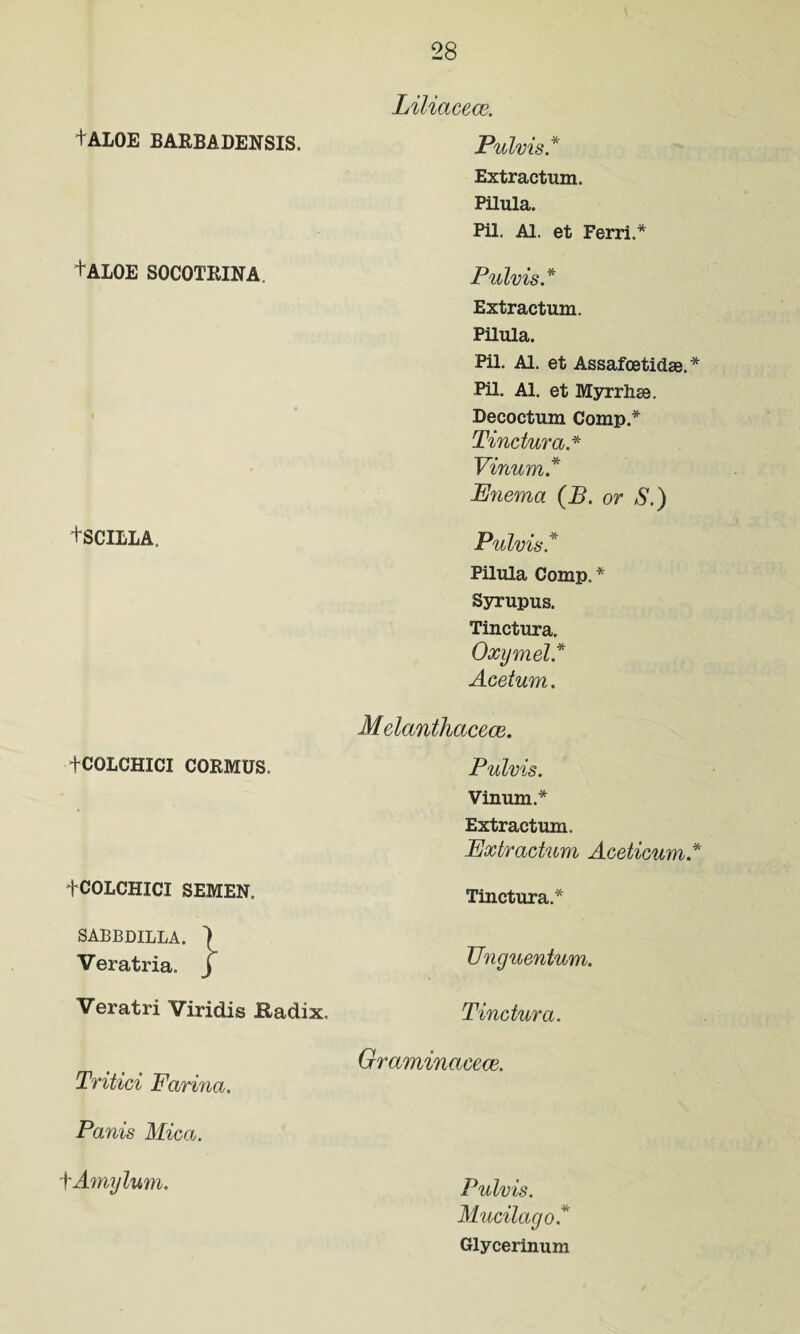 28
Liliaceæ.
†ALOE BARBADENSIS.
Pulvis.*
Extractum.
Pilula.
Pil. Al. et Ferri.*
†ALOE SOCOTRINA.
Pulvis.*
Extractum.
Pilula.
Pil. Al. et Assafœtidæ.*
Pil. Al. et Myrrhæ.
Decoctum Comp.*
Tinctura.*
Vinum.*
Enema (B. or S.)
†SCILLA.
Pulvis.*
Pilula Comp.*
Syrupus.
Tinctura.
Oxymel.*
Acetum.
Melanthaceæ.
†COLCHICI CORMUS.
Pulvis.
Vinum.*
Extractum.
Extractum Aceticum.*
†COLCHICI SEMEN.
Tinctura.*
SABBDILLA. }
Veratria. }
Unguentum.
Veratri Viridis Radix.
Tinctura.
Graminaceæ.
Tritici Farina.
Panis Mica.
†Amylum.
Pulvis.
Mucilago.*
Glycerinum